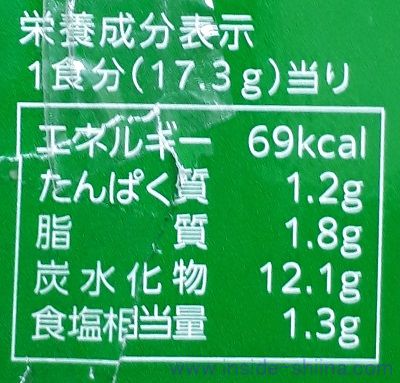 栄養成分表示
1食分(17.3g)当り
エネルギー 69kcal
たんぱく質 1.2g
脂 質 1.8g
炭水化物 12.1g
食塩相当量 1.3g
www.inside-shiina.com